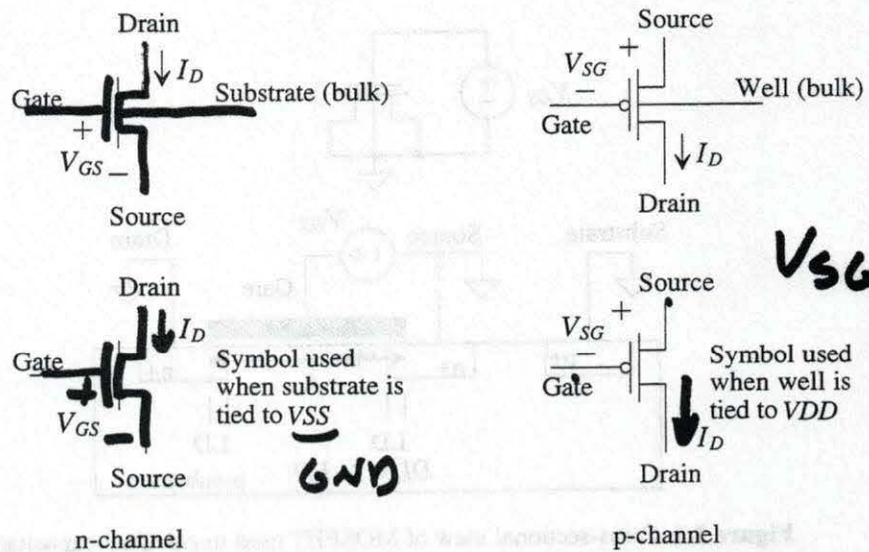 Drain
I_D
Gate
Substrate (bulk)
+
V_GS
−
Source
Source
+
V_SG
−
Well (bulk)
Gate
I_D
Drain
Drain
I_D
Gate
+
V_GS
−
Symbol used
when substrate is
tied to VSS
GND
Source
n-channel
Source
+
V_SG
−
Gate
Symbol used
when well is
tied to VDD
I_D
Drain
p-channel
VSG